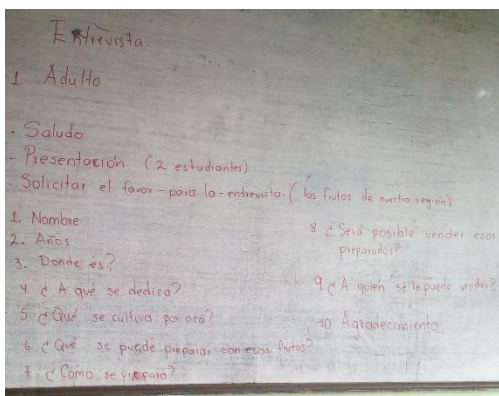 Entrevista
1 Adulto
- Saludo
- Presentación (2 estudiantes)
- Solicitar el favor - para la - entrevista. (los frutos de nuestra región)
1. Nombre
2. Años
3. Donde es?
4 ¿A qué se dedica?
5. ¿Qué se cultiva por acá?
6. ¿Qué se puede preparar con esos frutos?
7. ¿Como se prepara?
8 ¿Será posible vender esos
preparados?
9 ¿A quién se le puede vender?
10 Agradecimiento